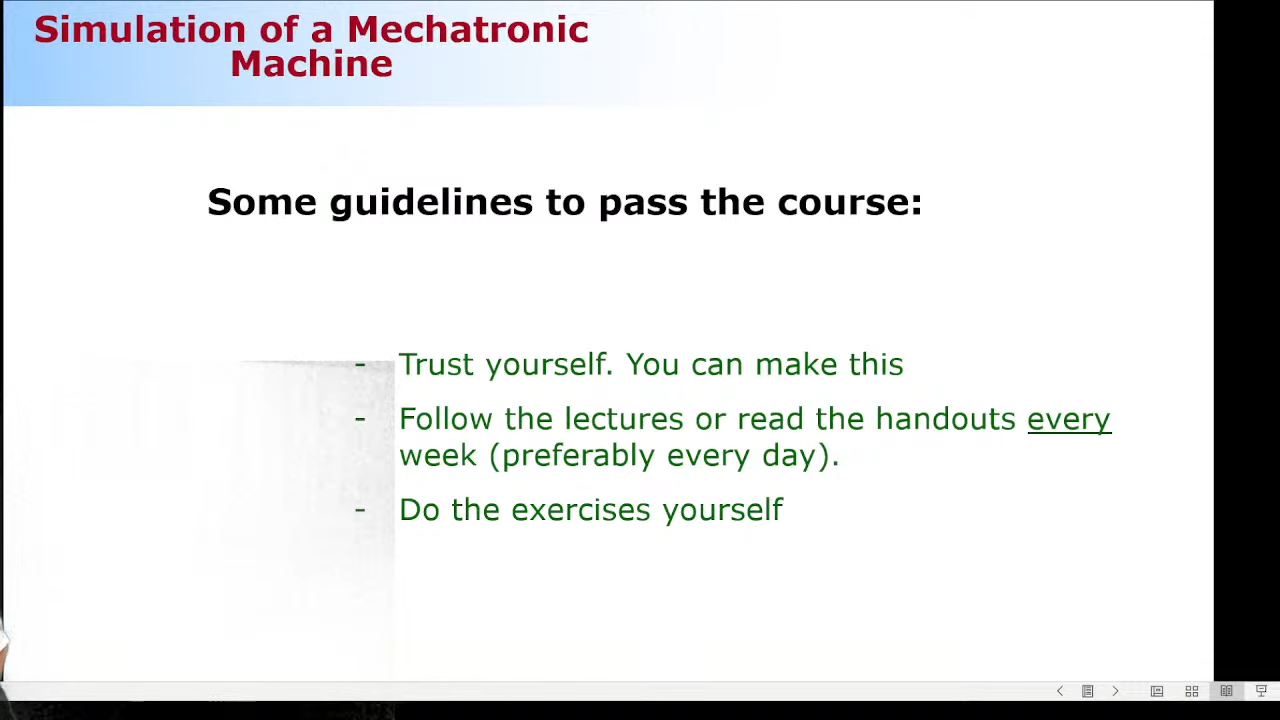 Simulation of a Mechatronic
Machine
Some guidelines to pass the course:
- Trust yourself. You can make this
- Follow the lectures or read the handouts every
week (preferably every day).
- Do the exercises yourself